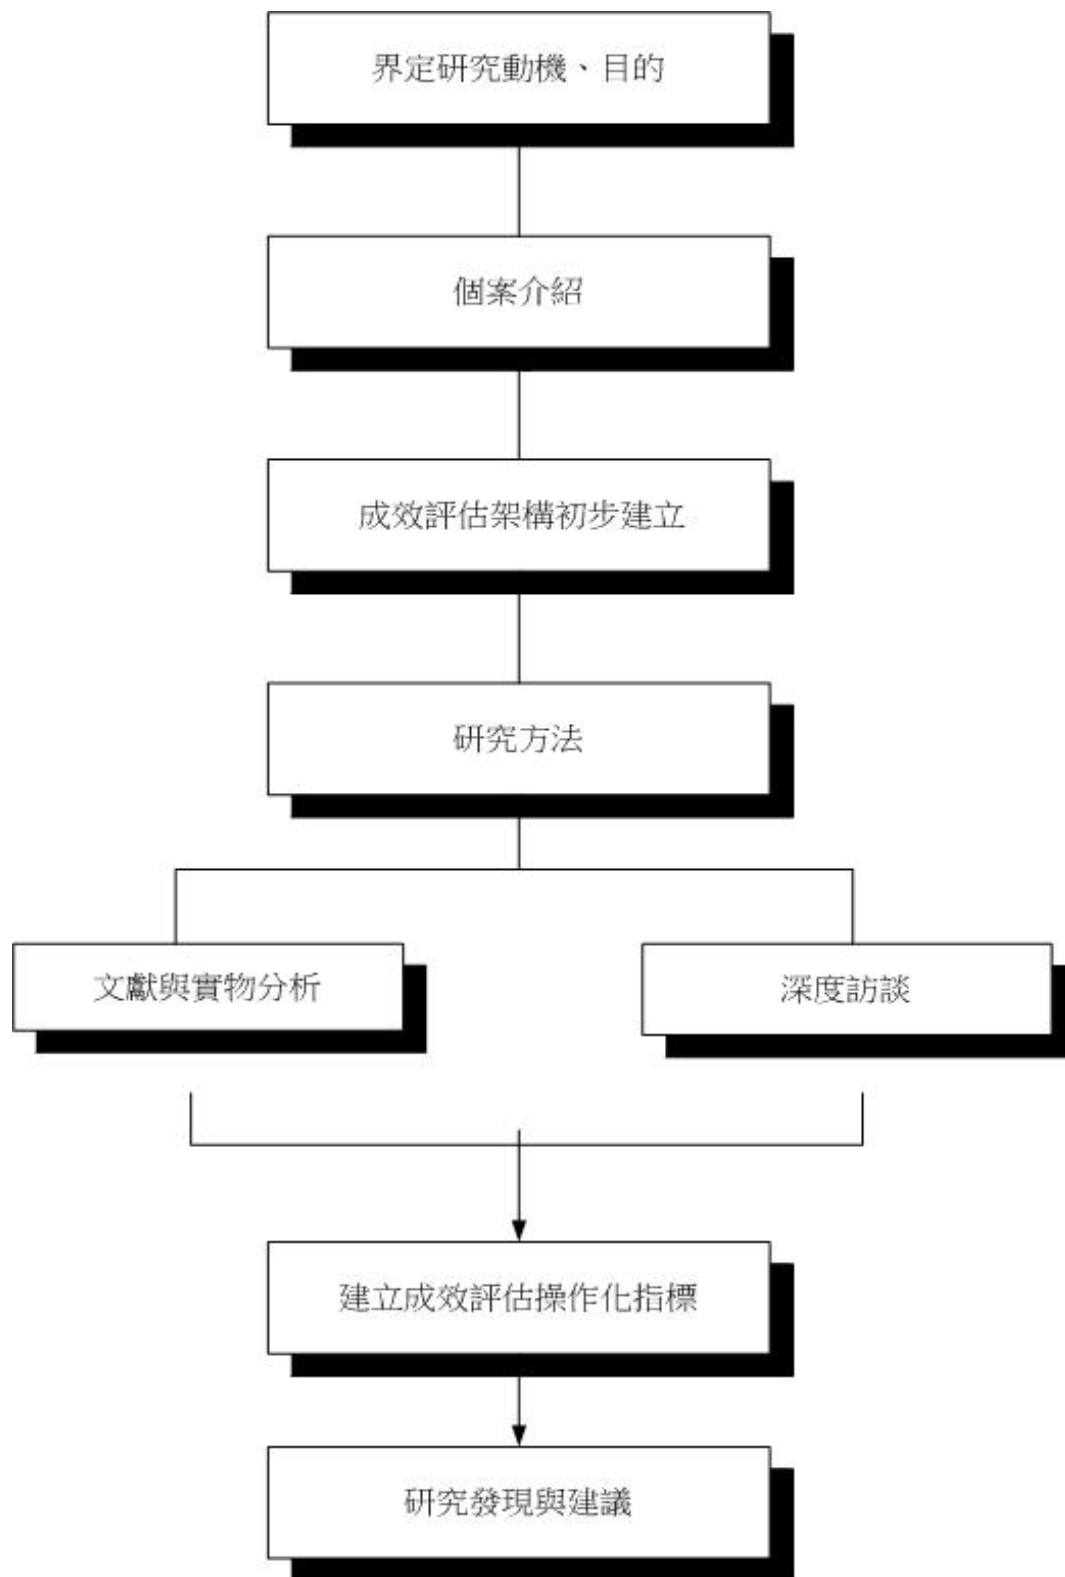 界定研究動機、目的
個案介紹
成效評估架構初步建立
研究方法
文獻與實物分析
深度訪談
建立成效評估操作化指標
研究發現與建議